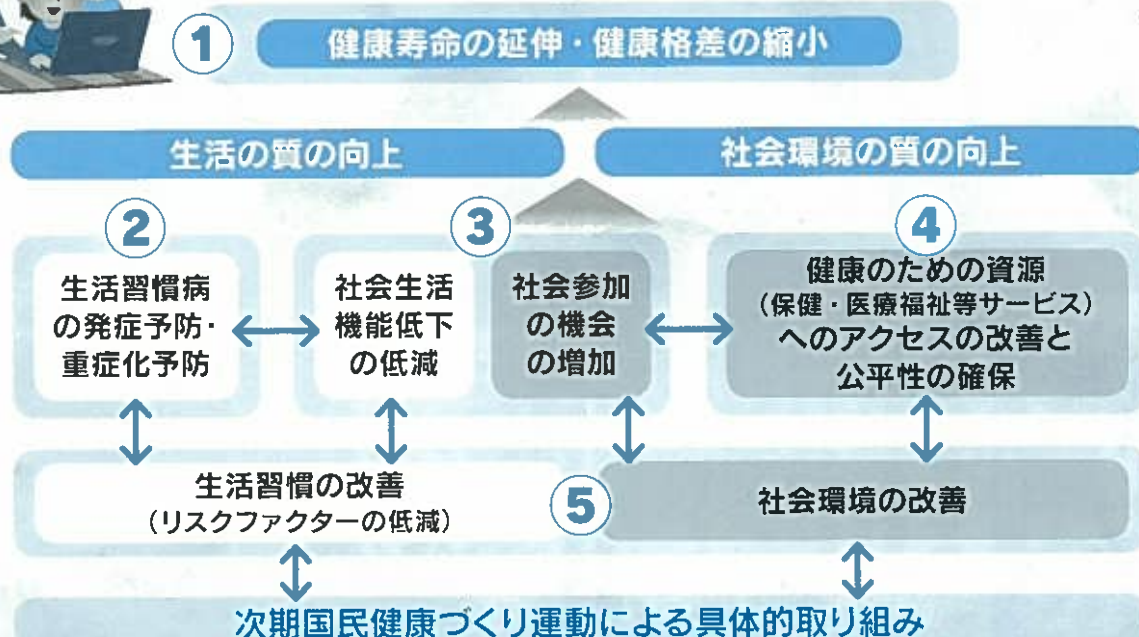 ①
健康寿命の延伸・健康格差の縮小
生活の質の向上
社会環境の質の向上
②
生活習慣病
の発症予防・
重症化予防
③
社会生活
機能低下
の低減
社会参加
の機会
の増加
④
健康のための資源
(保健・医療福祉等サービス)
へのアクセスの改善と
公平性の確保
生活習慣の改善
(リスクファクターの低減)
⑤
社会環境の改善
次期国民健康づくり運動による具体的取り組み